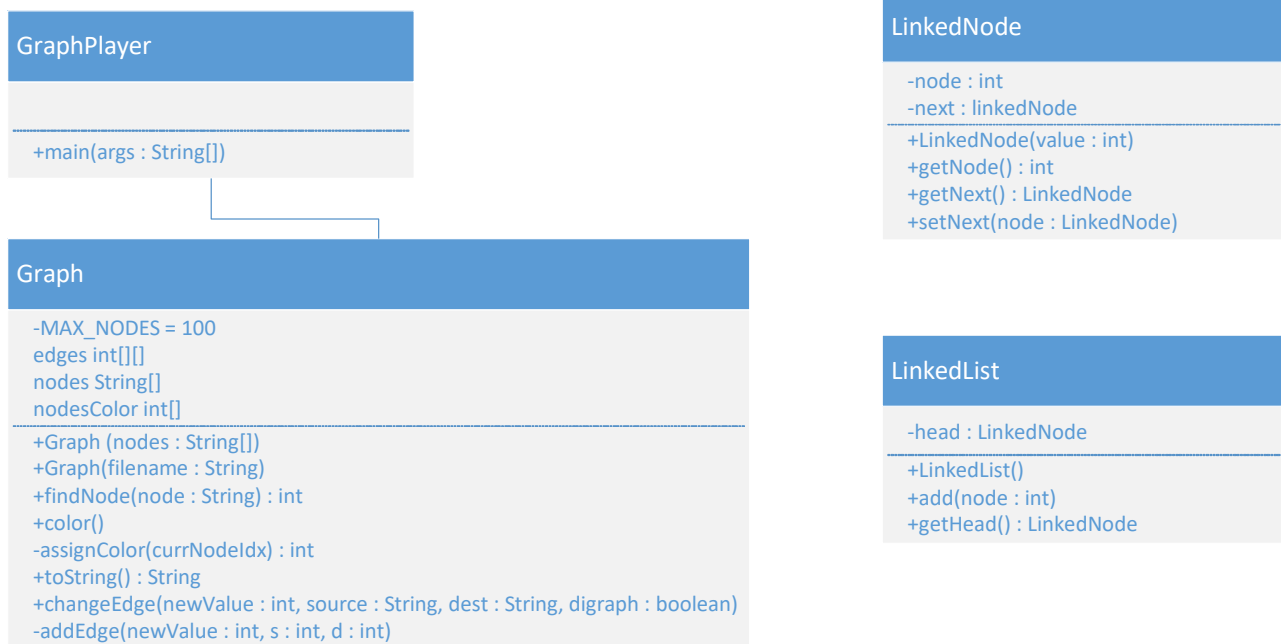 GraphPlayer
+main(args : String[])
Graph
-MAX_NODES = 100
edges int[][]
nodes String[]
nodesColor int[]
+Graph (nodes : String[])
+Graph(filename : String)
+findNode(node : String) : int
+color()
-assignColor(currNodeIdx) : int
+toString() : String
+changeEdge(newValue : int, source : String, dest : String, digraph : boolean)
-addEdge(newValue : int, s : int, d : int)
LinkedNode
-node : int
-next : linkedNode
+LinkedNode(value : int)
+getNode() : int
+getNext() : LinkedNode
+setNext(node : LinkedNode)
LinkedList
-head : LinkedNode
+LinkedList()
+add(node : int)
+getHead() : LinkedNode